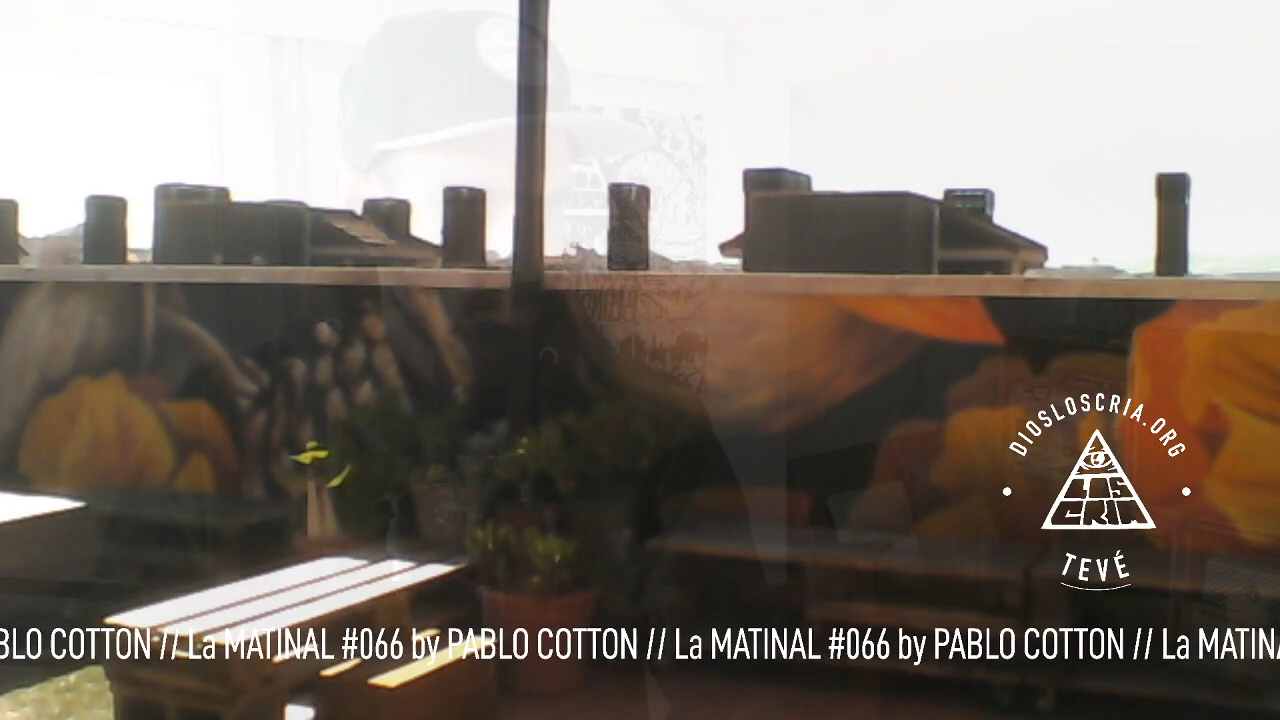 DIOSLOSCRIA.ORG
LOS
CRIA
TEVÉ
BLO COTTON // La MATINAL #066 by PABLO COTTON // La MATINAL #066 by PABLO COTTON // La MATIN